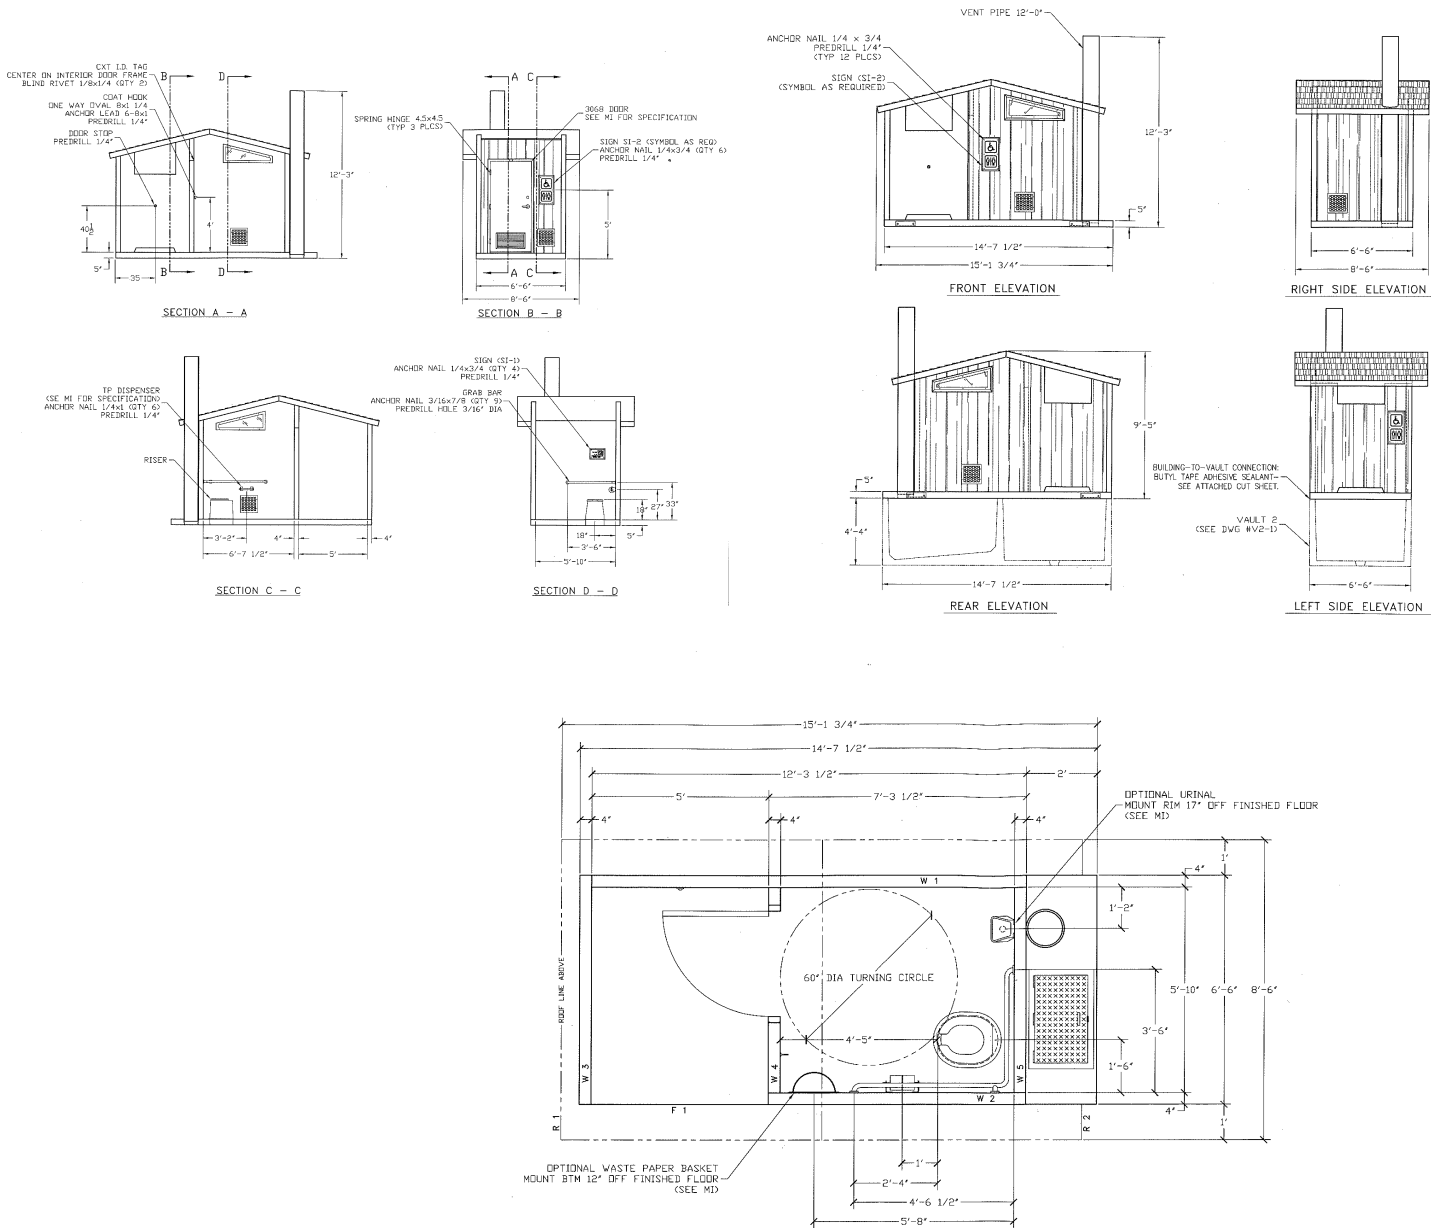 CXT I.D. TAG
CENTER ON INTERIOR DOOR FRAME
BLIND RIVET 1/8x1/4 (QTY 2)
COAT HOOK
ONE WAY OVAL 8x1 1/4
ANCHOR LEAD 6-8x1
PREDRILL 1/4"
DOOR STOP
PREDRILL 1/4"
B
D
12'-3"
40 1/2
4'
5"
35
B
D
SECTION A - A
A
C
SPRING HINGE 4.5x4.5
(TYP 3 PLCS)
3068 DOOR
SEE MI FOR SPECIFICATION
SIGN SI-2 (SYMBOL AS REQ)
ANCHOR NAIL 1/4x3/4 (QTY 6)
PREDRILL 1/4"
5'
A
C
6'-6"
8'-6"
SECTION B - B
VENT PIPE 12'-0"
ANCHOR NAIL 1/4 x 3/4
PREDRILL 1/4"
(TYP 12 PLCS)
SIGN (SI-2)
(SYMBOL AS REQUIRED)
12'-3"
5"
14'-7 1/2"
15'-1 3/4"
FRONT ELEVATION
6'-6"
8'-6"
RIGHT SIDE ELEVATION
TP DISPENSER
(SE MI FOR SPECIFICATION)
ANCHOR NAIL 1/4x1 (QTY 6)
PREDRILL 1/4"
RISER
3'-2"
4"
4"
6'-7 1/2"
5'
SECTION C - C
SIGN (SI-1)
ANCHOR NAIL 1/4x3/4 (QTY 4)
PREDRILL 1/4"
GRAB BAR
ANCHOR NAIL 3/16x7/8 (QTY 9)
PREDRILL HOLE 3/16" DIA
18"
27"
33"
18"
5"
3'-6"
5'-10"
SECTION D - D
9'-5"
5"
4'-4"
14'-7 1/2"
REAR ELEVATION
BUILDING-TO-VAULT CONNECTION:
BUTYL TAPE ADHESIVE SEALANT-
SEE ATTACHED CUT SHEET.
VAULT 2
(SEE DWG #V2-1)
6'-6"
LEFT SIDE ELEVATION
15'-1 3/4"
14'-7 1/2"
12'-3 1/2"
2'
5'
7'-3 1/2"
4"
4"
4"
OPTIONAL URINAL
MOUNT RIM 17" OFF FINISHED FLOOR
(SEE MI)
1'
4"
W 1
1'-2"
60" DIA TURNING CIRCLE
ROOF LINE ABOVE
5'-10"
6'-6"
8'-6"
3'-6"
4'-5"
1'-6"
W 3
W 4
W 5
W 2
F 1
R 1
R 2
4"
1'
OPTIONAL WASTE PAPER BASKET
MOUNT BTM 12" OFF FINISHED FLOOR
(SEE MI)
1'
2'-4"
4'-6 1/2"
5'-8"